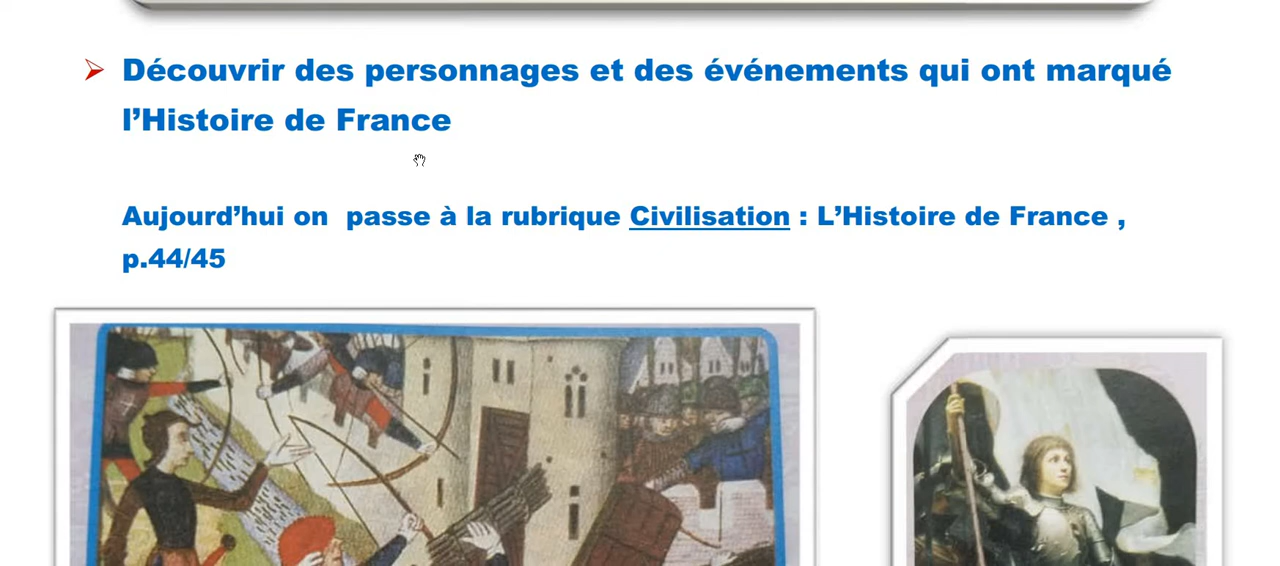 Découvrir des personnages et des événements qui ont marqué
l’Histoire de France
Aujourd’hui on  passe à la rubrique Civilisation : L’Histoire de France ,
p.44/45